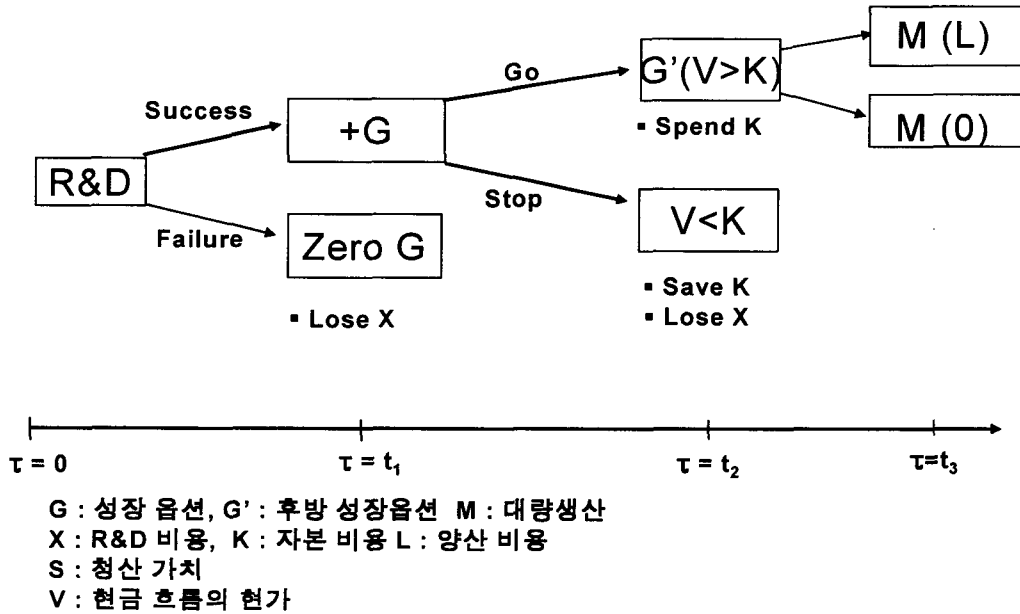 M (L)
Go
G'(V>K)
Success
+G
M (0)
▪ Spend K
R&D
Stop
Failure
V<K
Zero G
▪ Save K
▪ Lose X
▪ Lose X
τ = 0
τ = t₁
τ = t₂
τ=t₃
G : 성장 옵션, G' : 후방 성장옵션 M : 대량생산
X : R&D 비용, K : 자본 비용 L : 양산 비용
S : 청산 가치
V : 현금 흐름의 현가